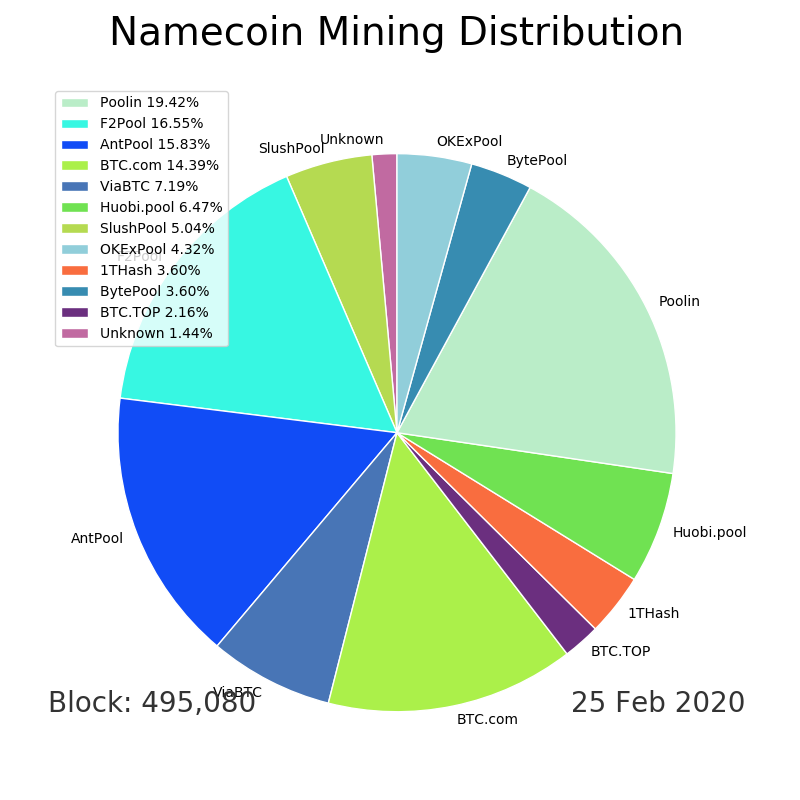 Namecoin Mining Distribution
Poolin 19.42%
F2Pool 16.55%
AntPool 15.83%
BTC.com 14.39%
ViaBTC 7.19%
Huobi.pool 6.47%
SlushPool 5.04%
OKExPool 4.32%
1THash 3.60%
BytePool 3.60%
BTC.TOP 2.16%
Unknown 1.44%
OKExPool
BytePool
Poolin
Huobi.pool
1THash
BTC.TOP
BTC.com
ViaBTC
AntPool
F2Pool
SlushPool
Unknown
Block: 495,080
25 Feb 2020